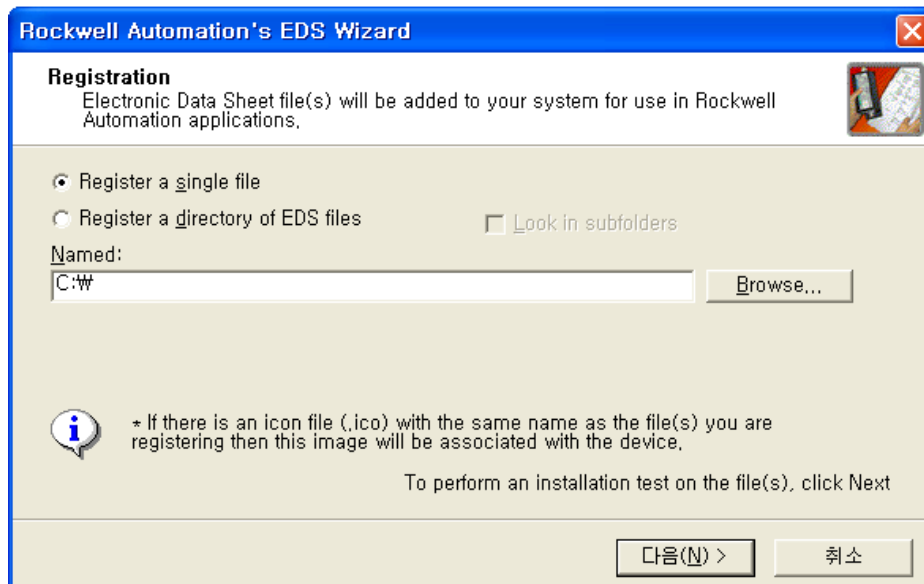 Rockwell Automation's EDS Wizard
Registration
Electronic Data Sheet file(s) will be added to your system for use in Rockwell
Automation applications.
Register a single file
Register a directory of EDS files
Look in subfolders
Named:
C:₩
Browse...
* If there is an icon file (.ico) with the same name as the file(s) you are
registering then this image will be associated with the device.
To perform an installation test on the file(s), click Next
다음(N) >
취소